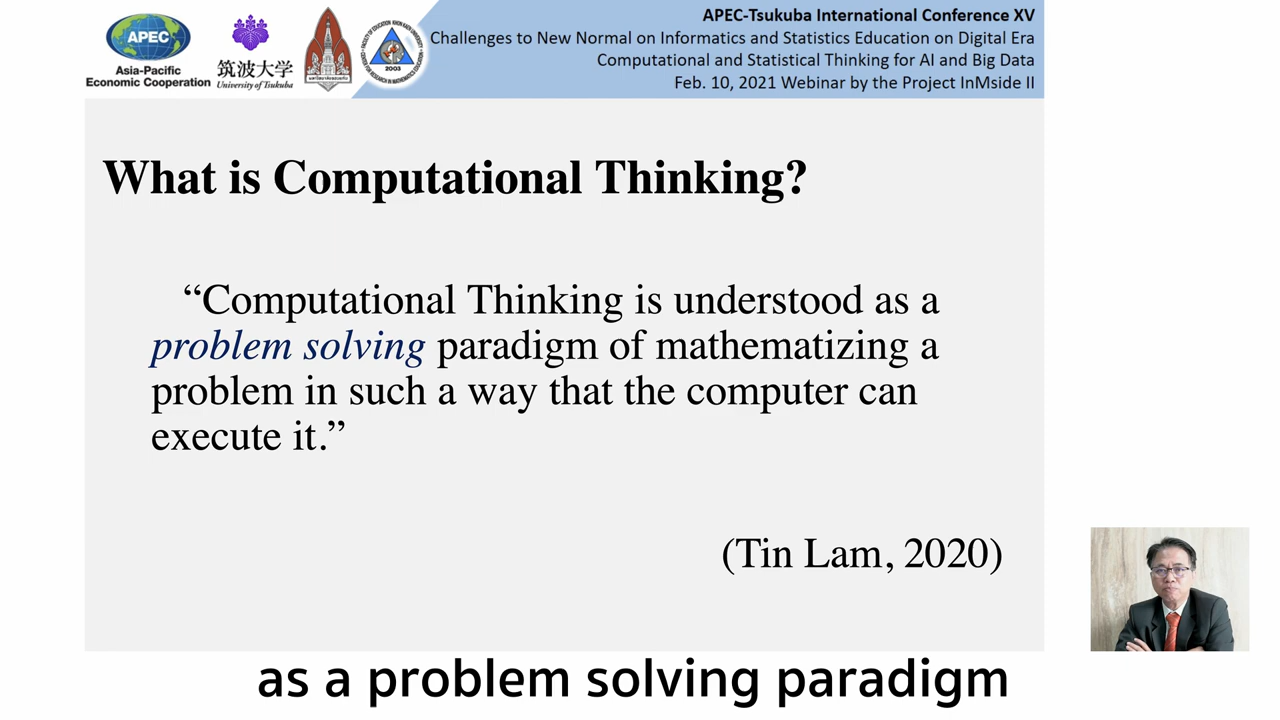 APEC
Asia-Pacific
Economic Cooperation
筑波大学
University of Tsukuba
2003
APEC-Tsukuba International Conference XV
Challenges to New Normal on Informatics and Statistics Education on Digital Era
Computational and Statistical Thinking for AI and Big Data
Feb. 10, 2021 Webinar by the Project InMside II
What is Computational Thinking?
“Computational Thinking is understood as a
problem solving paradigm of mathematizing a
problem in such a way that the computer can
execute it.”
(Tin Lam, 2020)
as a problem solving paradigm